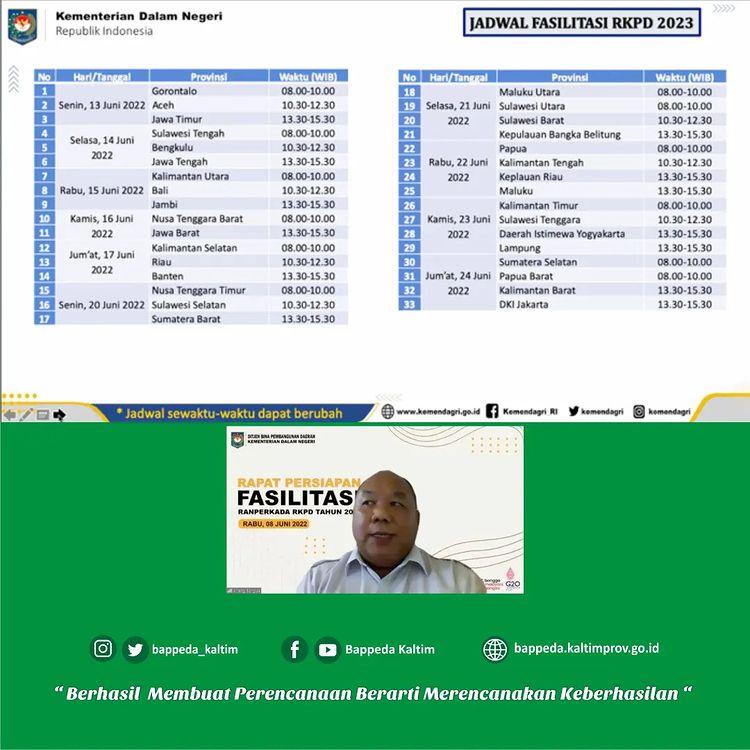 Kementerian Dalam Negeri
Republik Indonesia
JADWAL FASILITASI RKPD 2023
No Hari/Tanggal Provinsi Waktu (WIB)
1 Gorontalo 08.00-10.00
2 Senin, 13 Juni 2022 Aceh 10.30-12.30
3 Jawa Timur 13.30-15.30
4 Sulawesi Tengah 08.00-10.00
5 Selasa, 14 Juni 2022 Bengkulu 10.30-12.30
6 Jawa Tengah 13.30-15.30
7 Kalimantan Utara 08.00-10.00
8 Rabu, 15 Juni 2022 Bali 10.30-12.30
9 Jambi 13.30-15.30
10 Kamis, 16 Juni 2022 Nusa Tenggara Barat 08.00-10.00
11 Jawa Barat 13.30-15.30
12 Kalimantan Selatan 08.00-10.00
13 Jum'at, 17 Juni 2022 Riau 10.30-12.30
14 Banten 13.30-15.30
15 Nusa Tenggara Timur 08.00-10.00
16 Senin, 20 Juni 2022 Sulawesi Selatan 10.30-12.30
17 Sumatera Barat 13.30-15.30
No Hari/Tanggal Provinsi Waktu (WIB)
18 Maluku Utara 08.00-10.00
19 Selasa, 21 Juni 2022 Sulawesi Utara 08.00-10.00
20 Sulawesi Barat 10.30-12.30
21 Kepulauan Bangka Belitung 13.30-15.30
22 Papua 08.00-10.00
23 Rabu, 22 Juni 2022 Kalimantan Tengah 10.30-12.30
24 Keplauan Riau 13.30-15.30
25 Maluku 13.30-15.30
26 Kalimantan Timur 08.00-10.00
27 Kamis, 23 Juni 2022 Sulawesi Tenggara 10.30-12.30
28 Daerah Istimewa Yogyakarta 13.30-15.30
29 Lampung 13.30-15.30
30 Sumatera Selatan 08.00-10.00
31 Jum'at, 24 Juni 2022 Papua Barat 08.00-10.00
32 Kalimantan Barat 13.30-15.30
33 DKI Jakarta 13.30-15.30
* Jadwal sewaktu-waktu dapat berubah
www.kemendagri.go.id Kemendagri RI kemendagri kemendagri
DITJEN BINA PEMBANGUNAN DAERAH
KEMENTERIAN DALAM NEGERI
RAPAT PERSIAPAN
FASILITASI
RANPERKADA RKPD TAHUN 20
RABU, 08 JUNI 2022
G20
bappeda_kaltim Bappeda Kaltim bappeda.kaltimprov.go.id
“ Berhasil Membuat Perencanaan Berarti Merencanakan Keberhasilan “